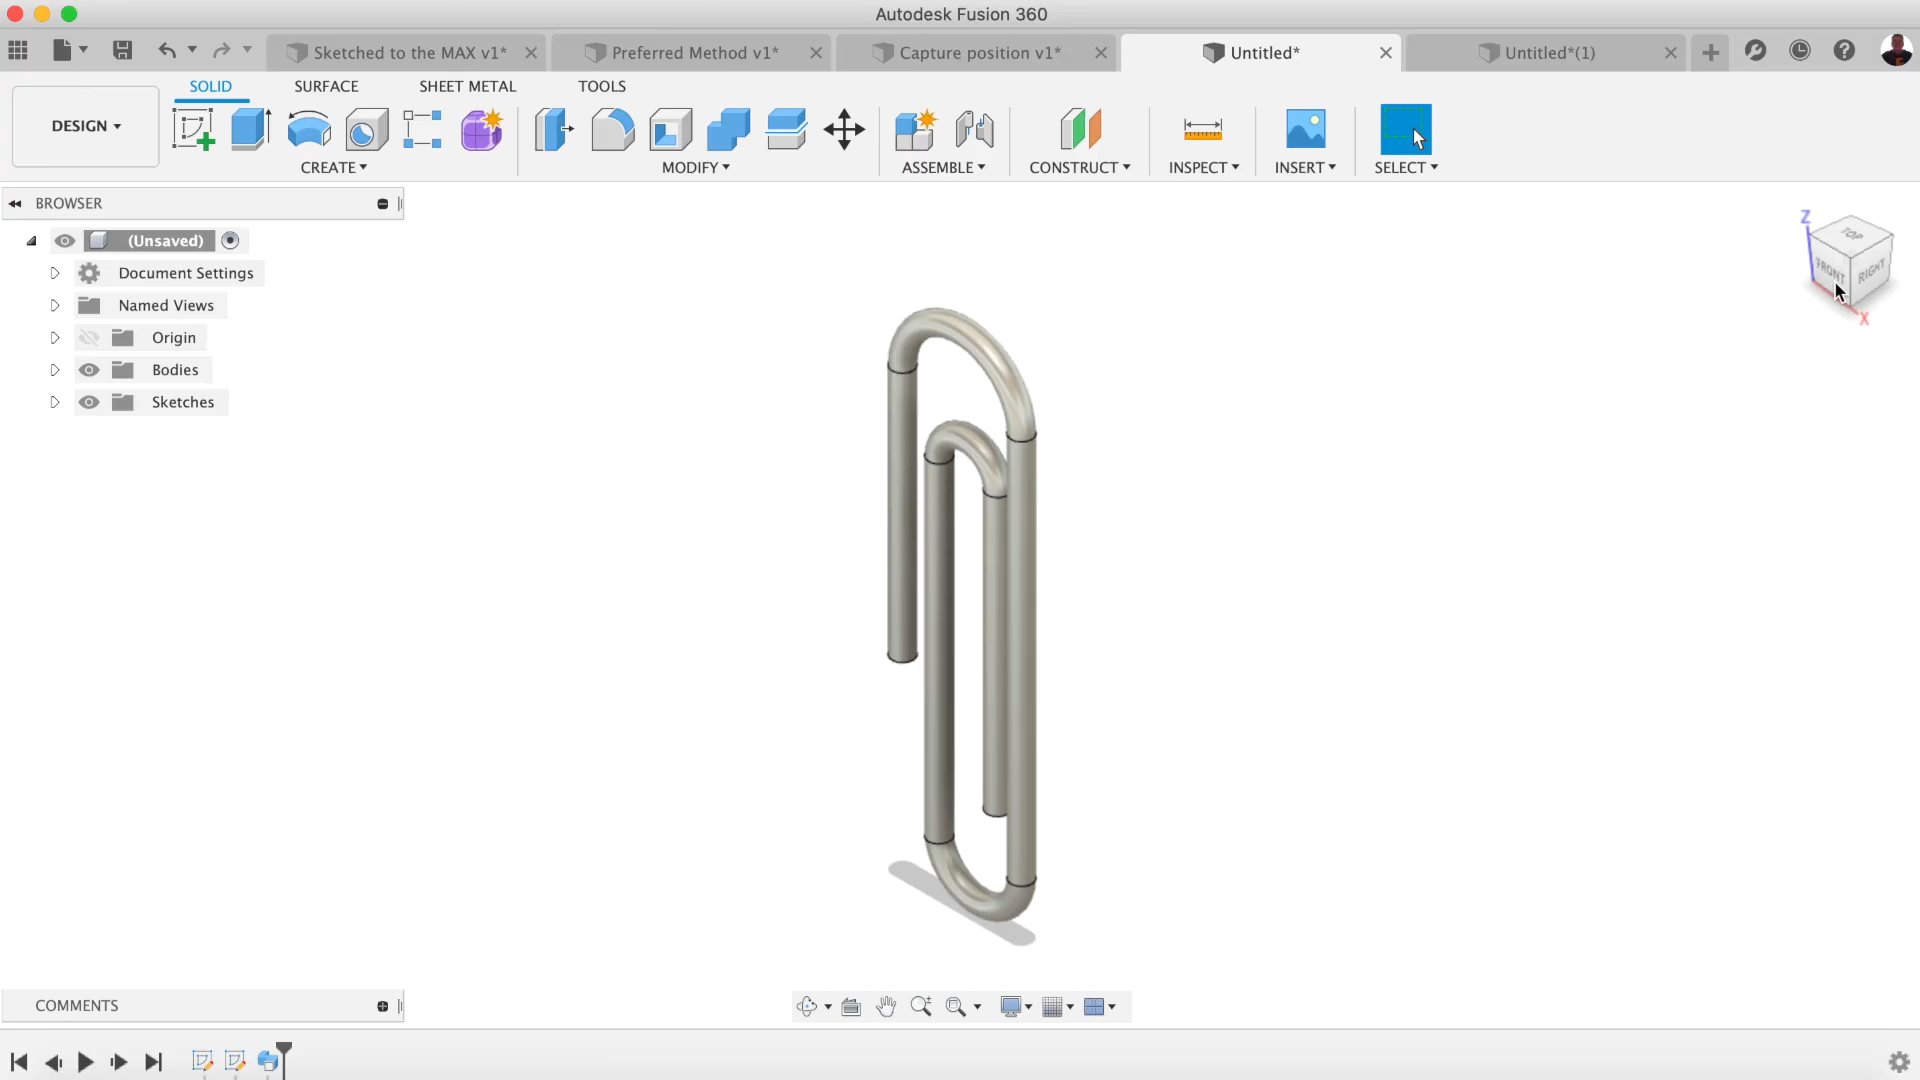 Autodesk Fusion 360
Sketched to the MAX v1*
Preferred Method v1*
Capture position v1*
Untitled*
Untitled*(1)
SOLID
SURFACE
SHEET METAL
TOOLS
DESIGN
CREATE
MODIFY
ASSEMBLE
CONSTRUCT
INSPECT
INSERT
SELECT
BROWSER
(Unsaved)
Document Settings
Named Views
Origin
Bodies
Sketches
Z
TOP
FRONT
RIGHT
X
COMMENTS